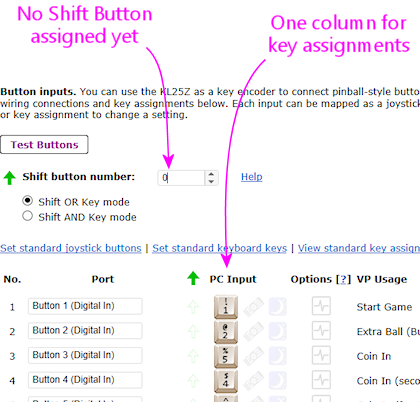 No Shift Button
assigned yet
One column for
key assignments
Button inputs. You can use the KL25Z as a key encoder to connect pinball-style butto
wiring connections and key assignments below. Each input can be mapped as a joystick
or key assignment to change a setting.
Test Buttons
Shift button number: 0 Help
Shift OR Key mode
Shift AND Key mode
Set standard joystick buttons | Set standard keyboard keys | View standard key assign
No. Port PC Input Options [?] VP Usage
1 Button 1 (Digital In) ! 1 Start Game
2 Button 2 (Digital In) @ 2 Extra Ball (Bu
3 Button 3 (Digital In) % 5 Coin In
4 Button 4 (Digital In) $ 4 Coin In (seco